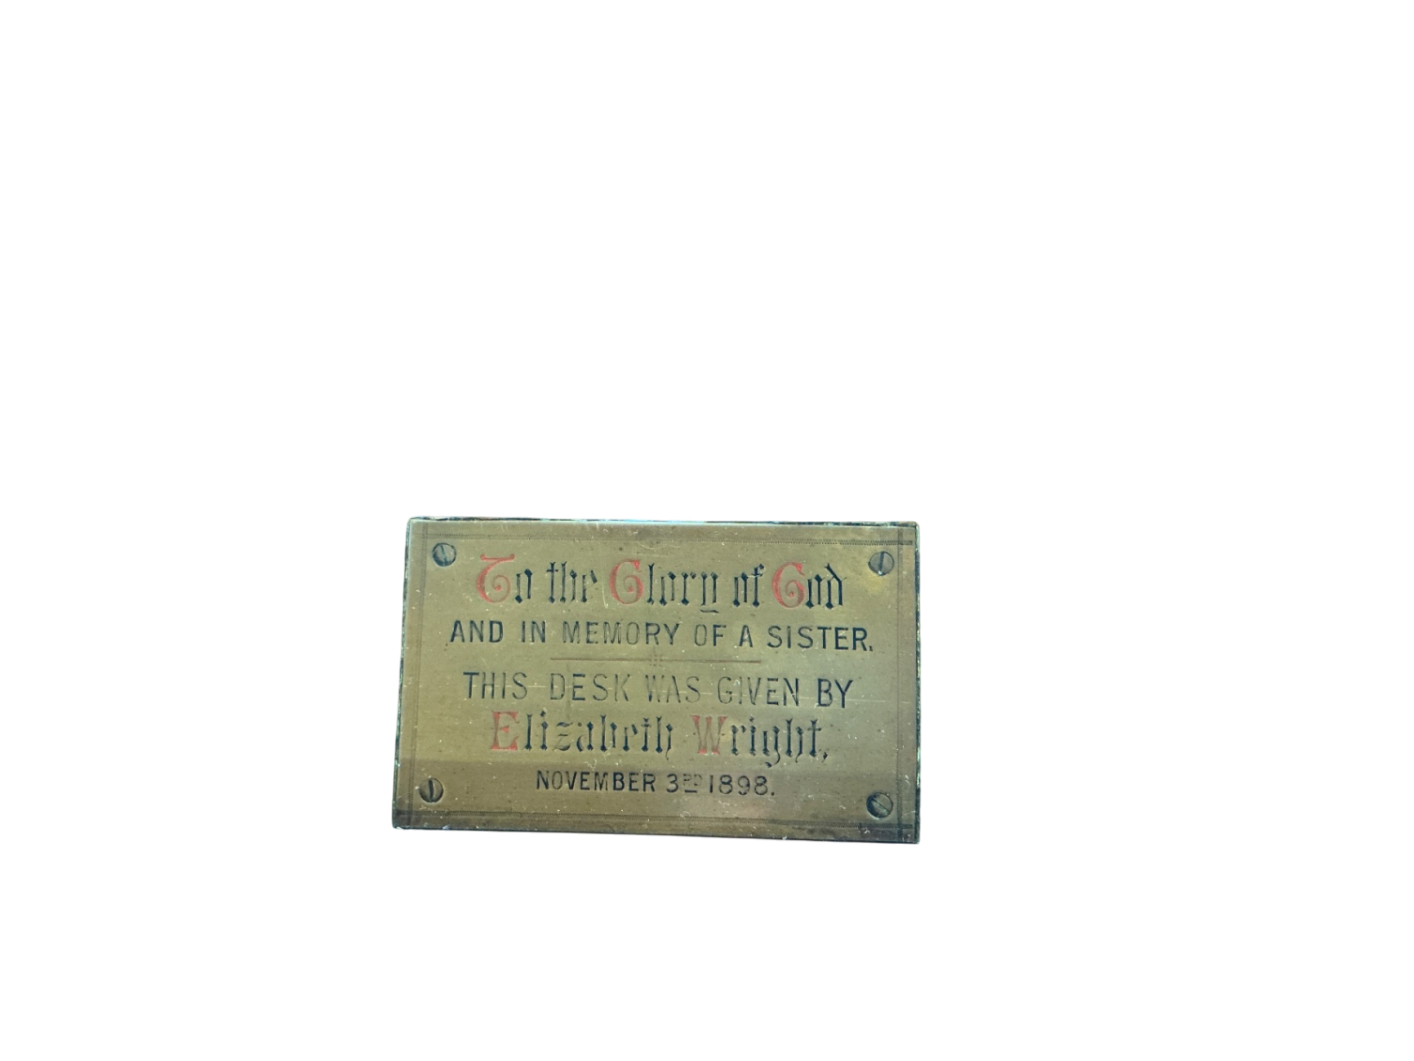 To the Glory of God
AND IN MEMORY OF A SISTER.
THIS DESK WAS GIVEN BY
Elizabeth Wright,
NOVEMBER 3RD 1898.